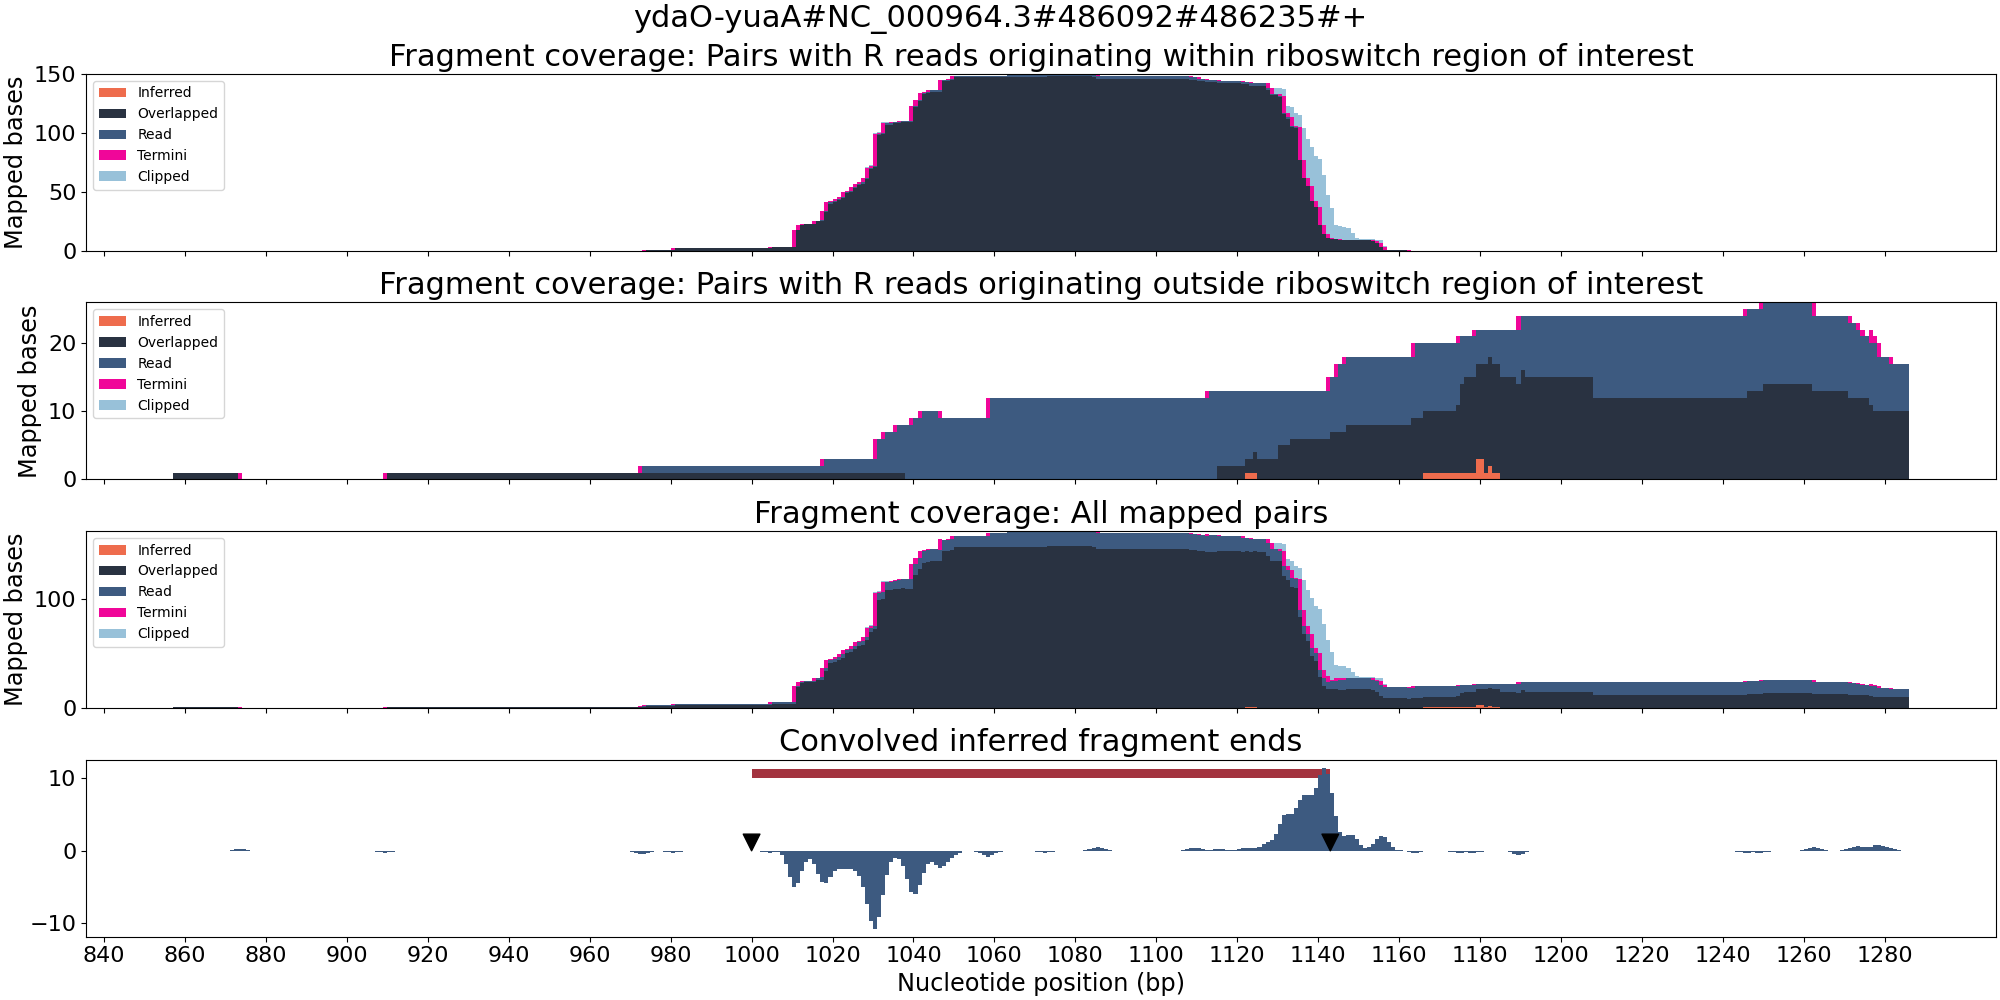 ydaO-yuaA#NC_000964.3#486092#486235#+
Fragment coverage: Pairs with R reads originating within riboswitch region of interest
Mapped bases
150
100
50
0
Inferred
Overlapped
Read
Termini
Clipped
Fragment coverage: Pairs with R reads originating outside riboswitch region of interest
Mapped bases
20
10
0
Inferred
Overlapped
Read
Termini
Clipped
Fragment coverage: All mapped pairs
Mapped bases
100
0
Inferred
Overlapped
Read
Termini
Clipped
Convolved inferred fragment ends
10
0
−10
840 860 880 900 920 940 960 980 1000 1020 1040 1060 1080 1100 1120 1140 1160 1180 1200 1220 1240 1260 1280
Nucleotide position (bp)